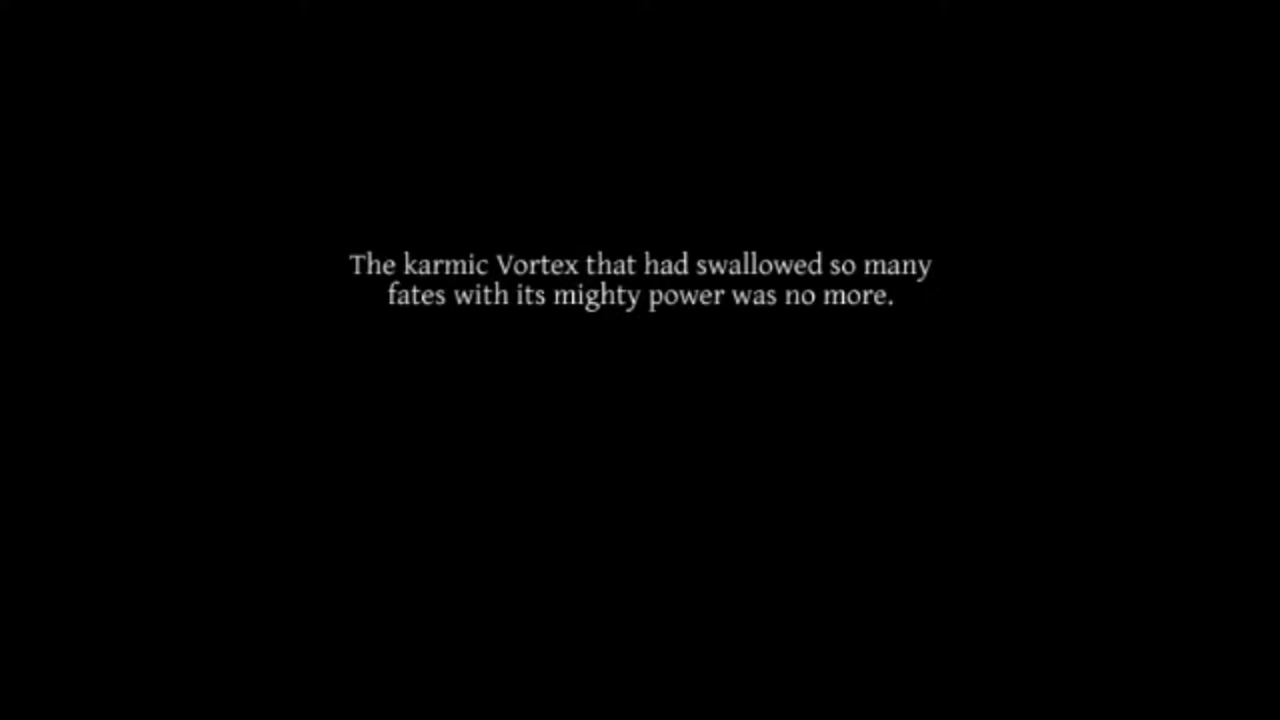 The karmic Vortex that had swallowed so many
fates with its mighty power was no more.